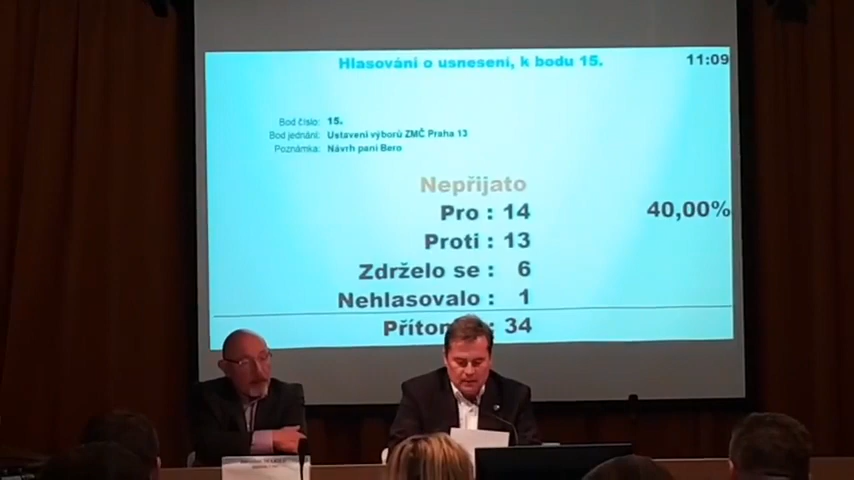 Hlasování o usnesení, k bodu 15. 11:09
Bod číslo: 15.
Bod jednání: Ustavení výborů ZMČ Praha 13
Poznámka: Návrh paní Bero
Nepřijato
Pro : 14 40,00%
Proti : 13
Zdrželo se : 6
Nehlasovalo : 1
: 34